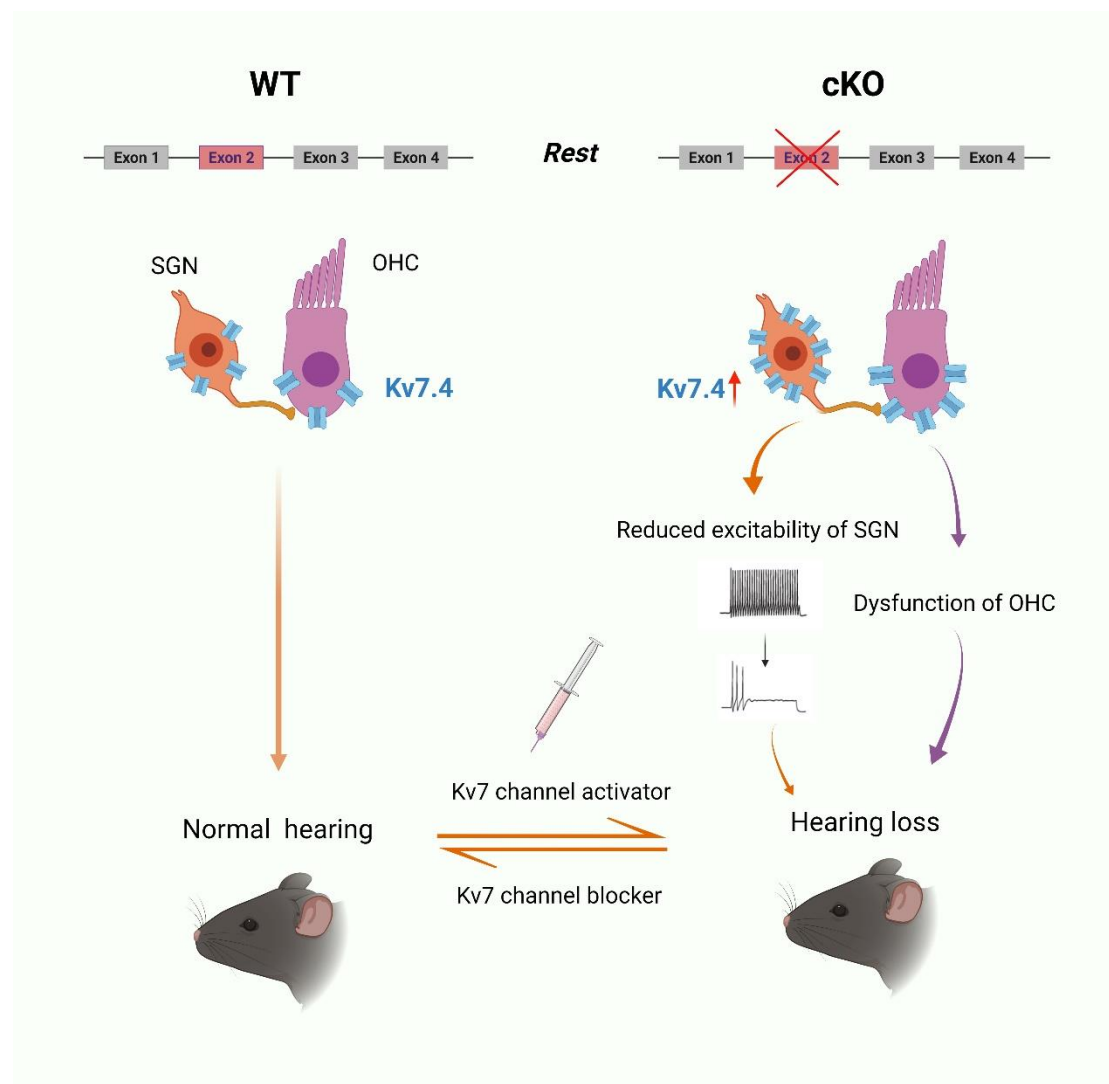 WT
cKO
Exon 1 Exon 2 Exon 3 Exon 4
Rest
Exon 1 Exon 2 Exon 3 Exon 4
SGN
OHC
Kv7.4
Kv7.4
Reduced excitability of SGN
Dysfunction of OHC
Kv7 channel activator
Normal hearing
Hearing loss
Kv7 channel blocker